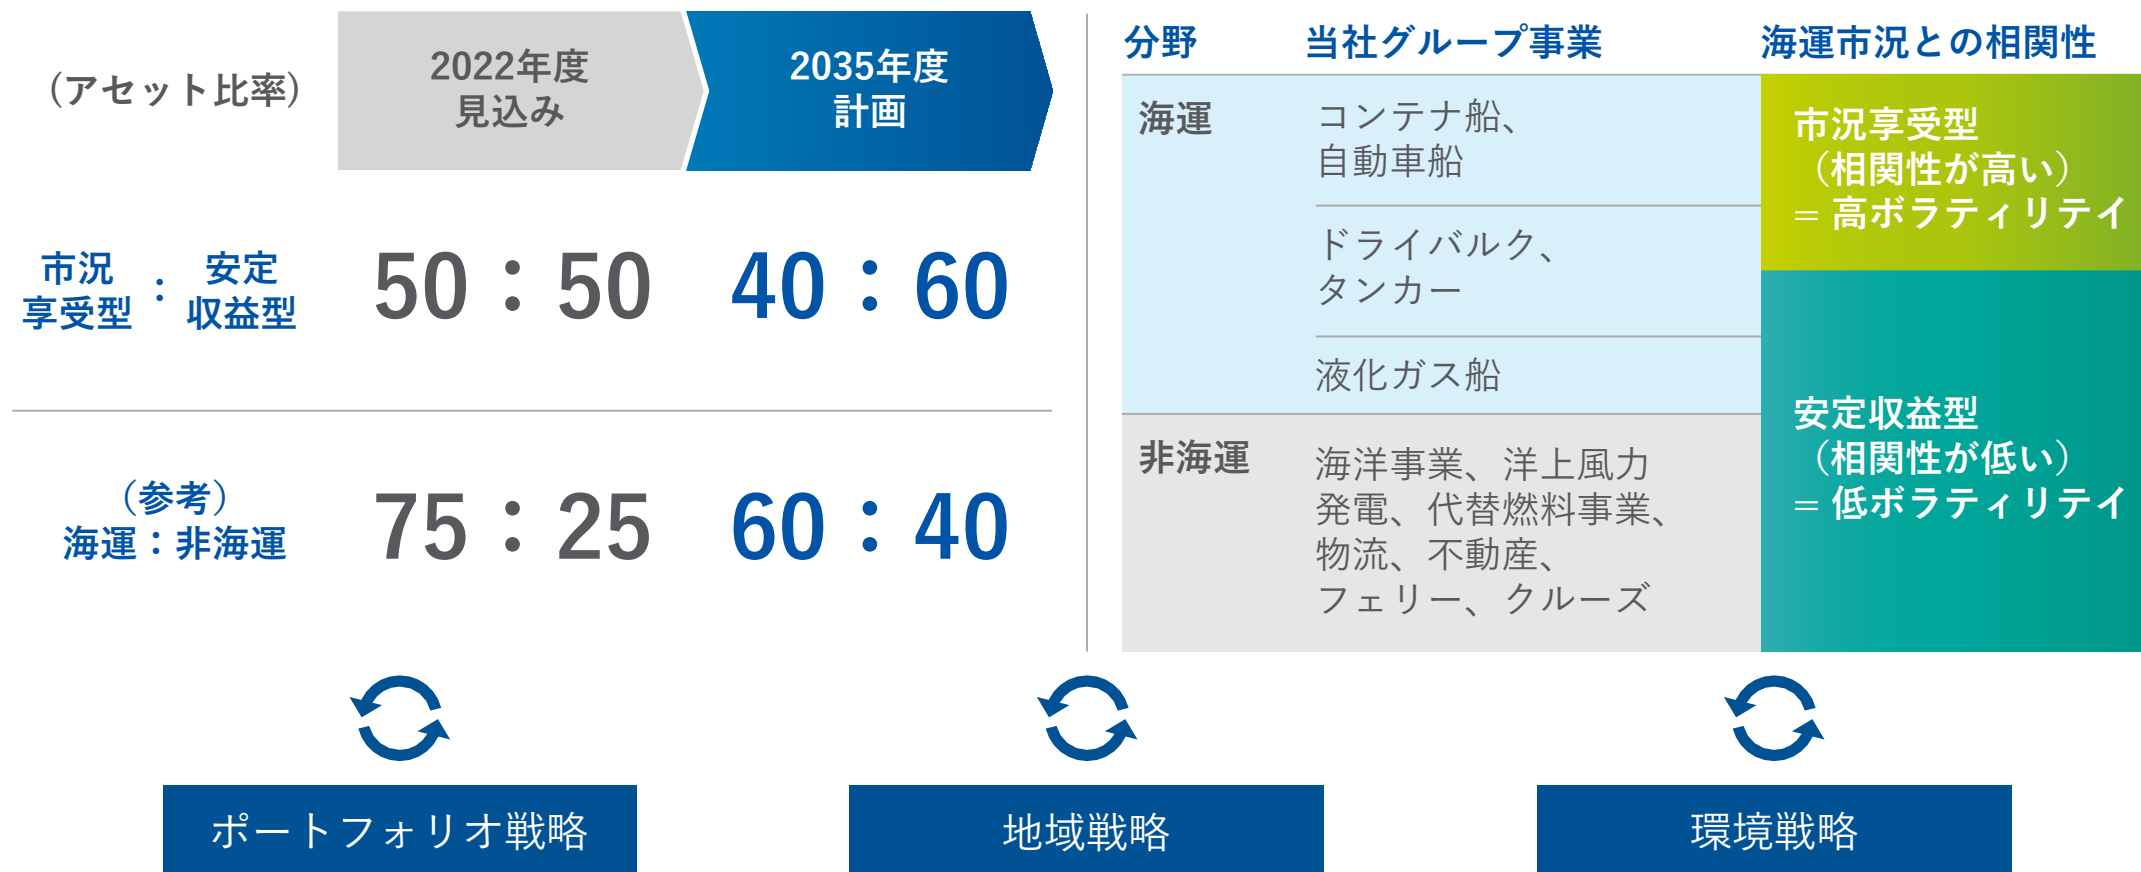 （アセット比率）
2022年度
見込み
2035年度
計画
市況
享受型
：
安定
収益型
50：50
40：60
（参考）
海運：非海運
75：25
60：40
分野
当社グループ事業
海運市況との相関性
海運
コンテナ船、
自動車船
ドライバルク、
タンカー
液化ガス船
市況享受型
（相関性が高い）
= 高ボラティリテイ
非海運
海洋事業、洋上風力
発電、代替燃料事業、
物流、不動産、
フェリー、クルーズ
安定収益型
（相関性が低い）
= 低ボラティリテイ
ポートフォリオ戦略
地域戦略
環境戦略